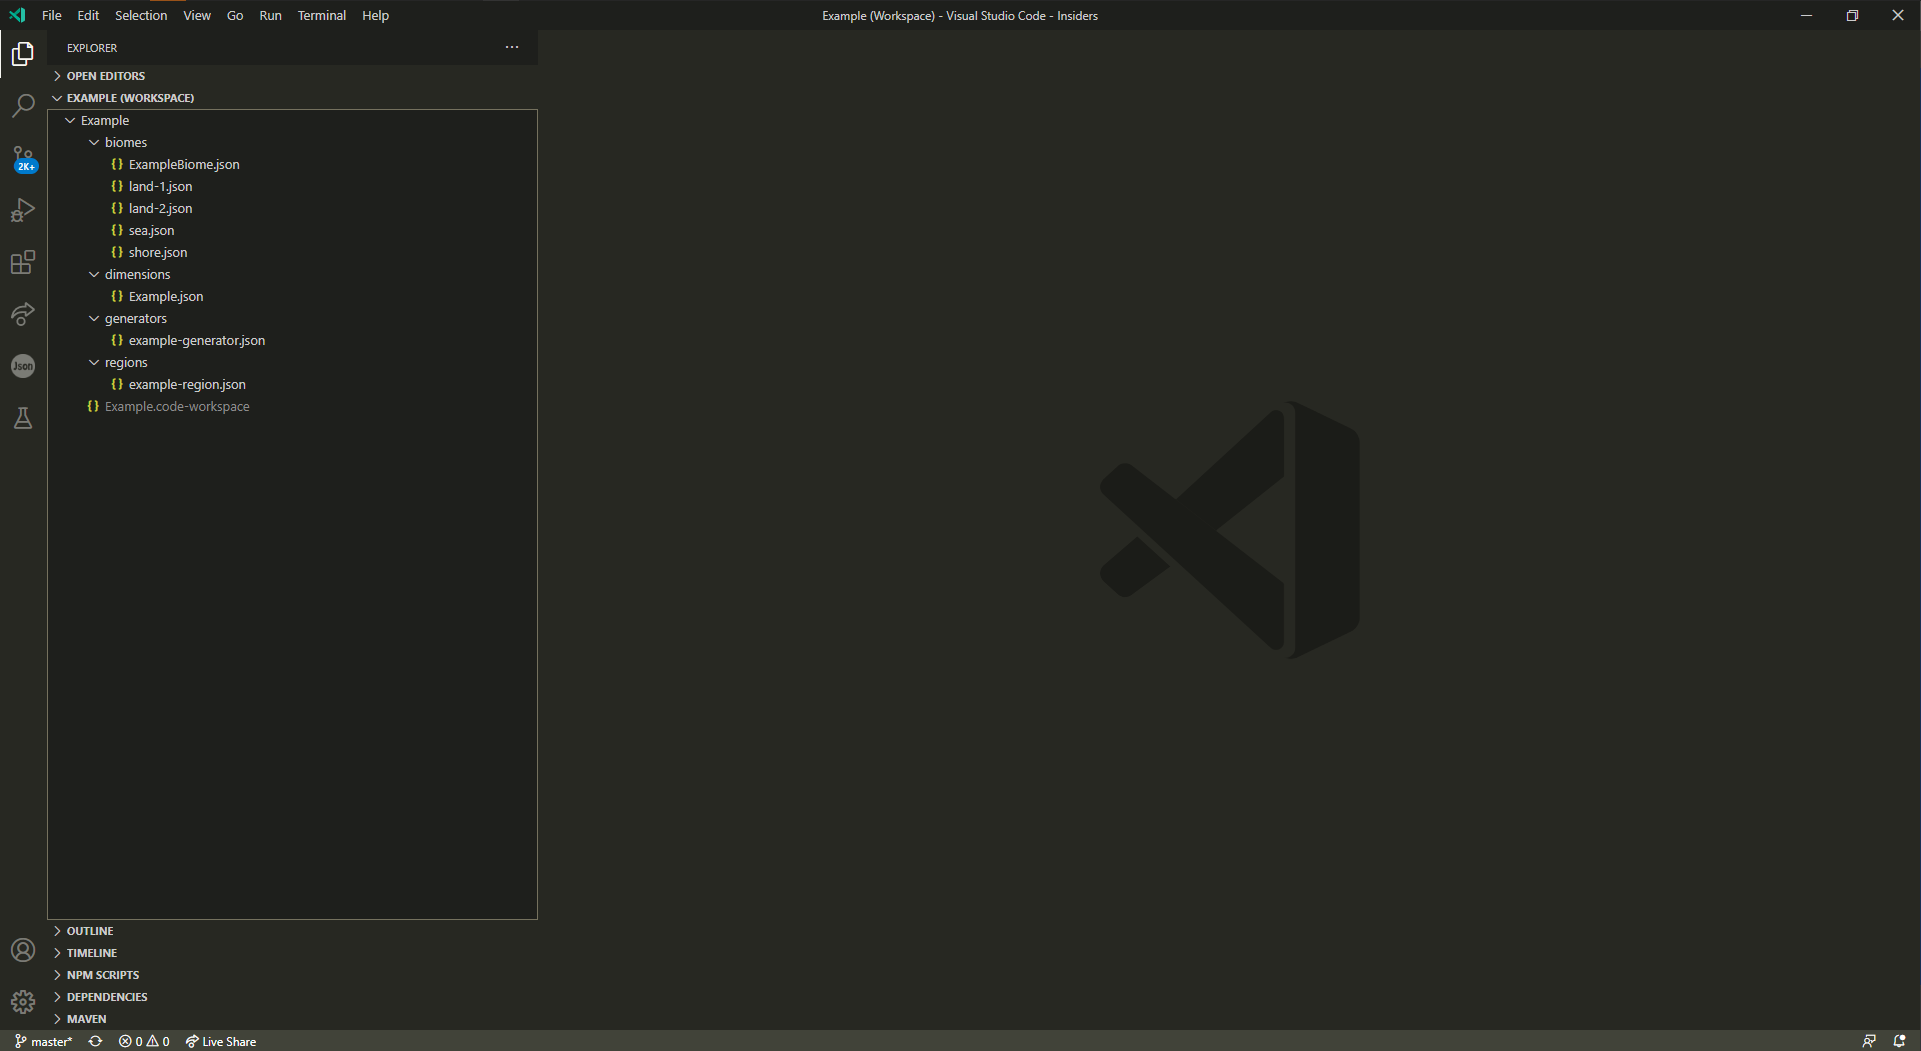 File Edit Selection View Go Run Terminal Help
Example (Workspace) - Visual Studio Code - Insiders
EXPLORER
OPEN EDITORS
EXAMPLE (WORKSPACE)
Example
biomes
{} ExampleBiome.json
{} land-1.json
{} land-2.json
{} sea.json
{} shore.json
dimensions
{} Example.json
generators
{} example-generator.json
regions
{} example-region.json
{} Example.code-workspace
2K+
Json
OUTLINE
TIMELINE
NPM SCRIPTS
DEPENDENCIES
MAVEN
master* 0 0 Live Share